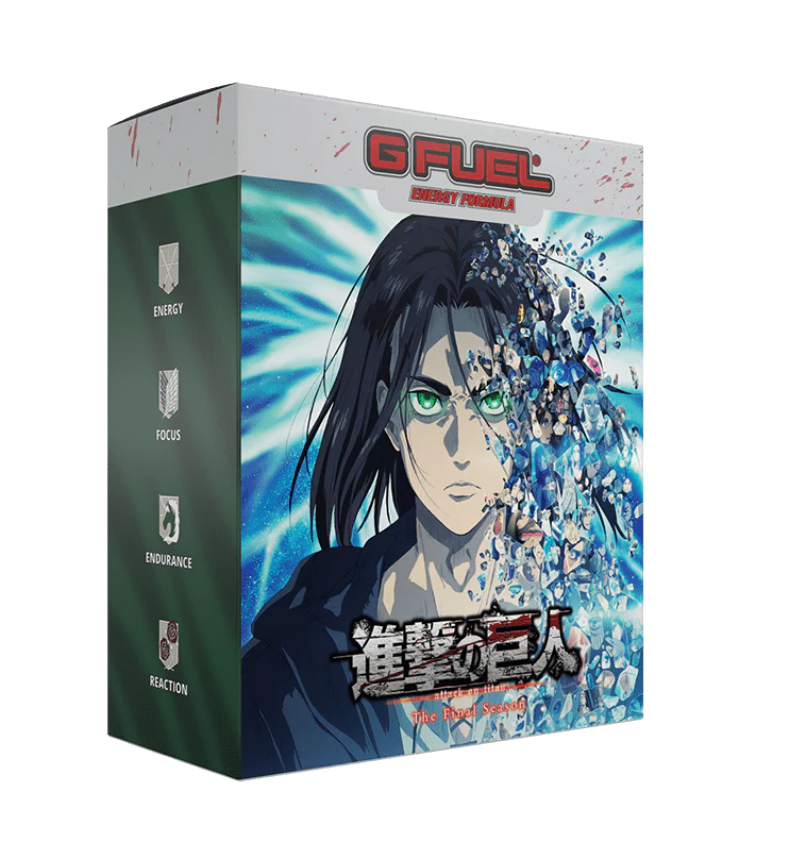 G FUEL
ENERGY FORMULA
ENERGY
FOCUS
ENDURANCE
REACTION
進撃の巨人
attack on titan
The Final Season